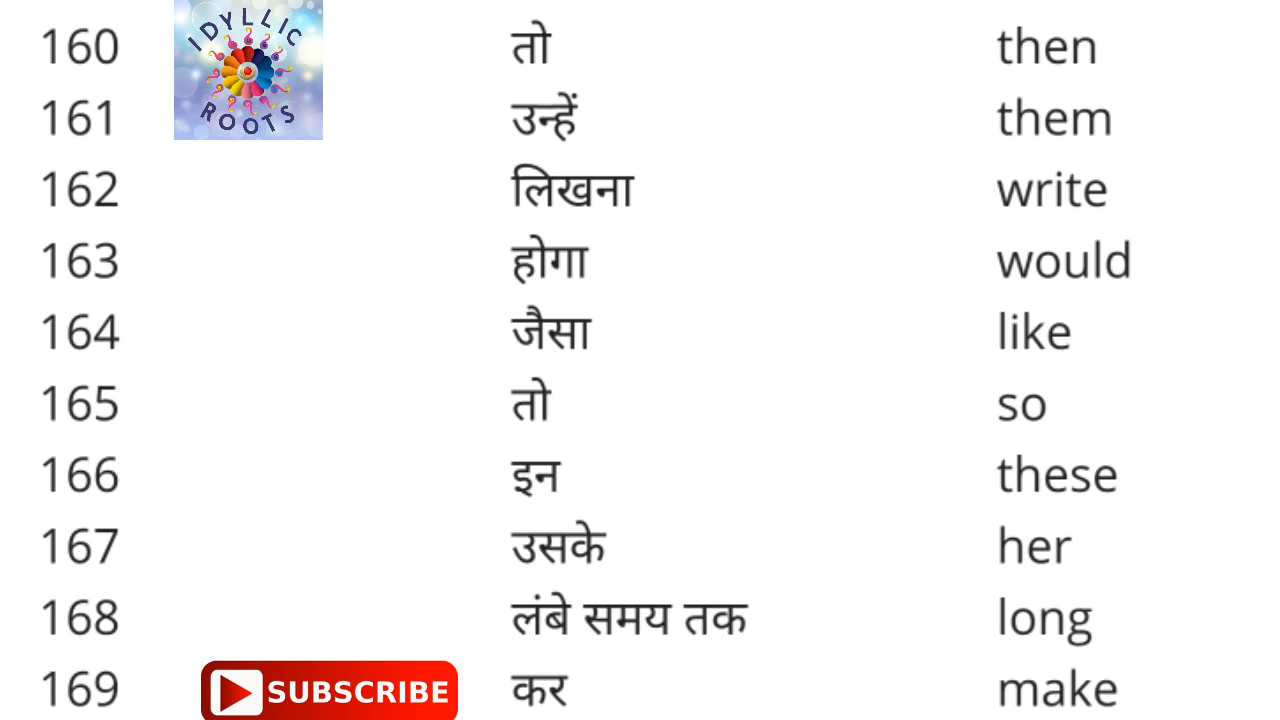 IDYLLIC
ROOTS
160 तो then
161 उन्हें them
162 लिखना write
163 होगा would
164 जैसा like
165 तो so
166 इन these
167 उसके her
168 लंबे समय तक long
169 कर make
SUBSCRIBE